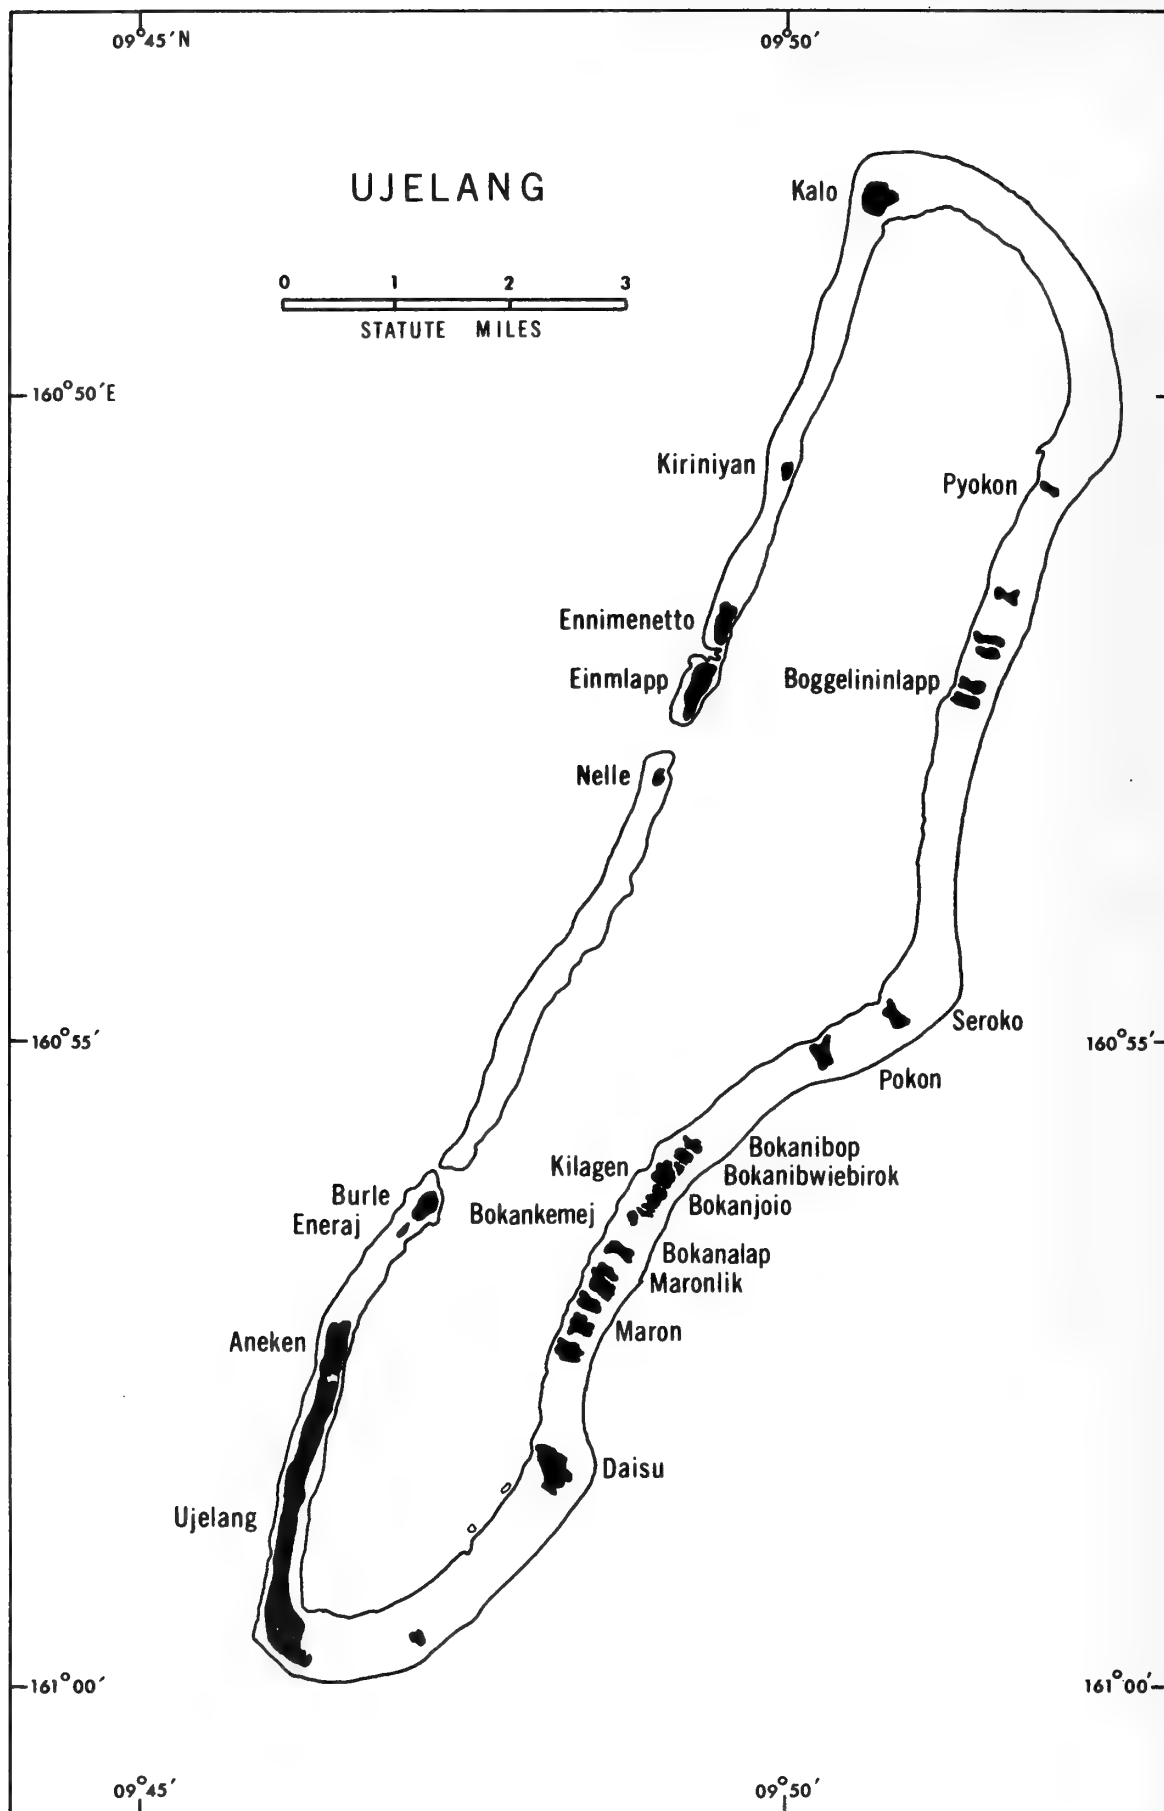 09°45'N
09°50'
UJELANG
Kalo
0 1 2 3
STATUTE MILES
160°50'E
Kiriniyan
Pyokon
Ennimenetto
Einmlapp
Boggelininlapp
Nelle
Seroko
160°55'
160°55'
Pokon
Bokanibop
Kilagen
Bokanibwiebirok
Burle
Bokanjoio
Eneraj
Bokankemej
Bokanalap
Maronlik
Aneken
Maron
Daisu
Ujelang
161°00'
161°00'
09°45'
09°50'